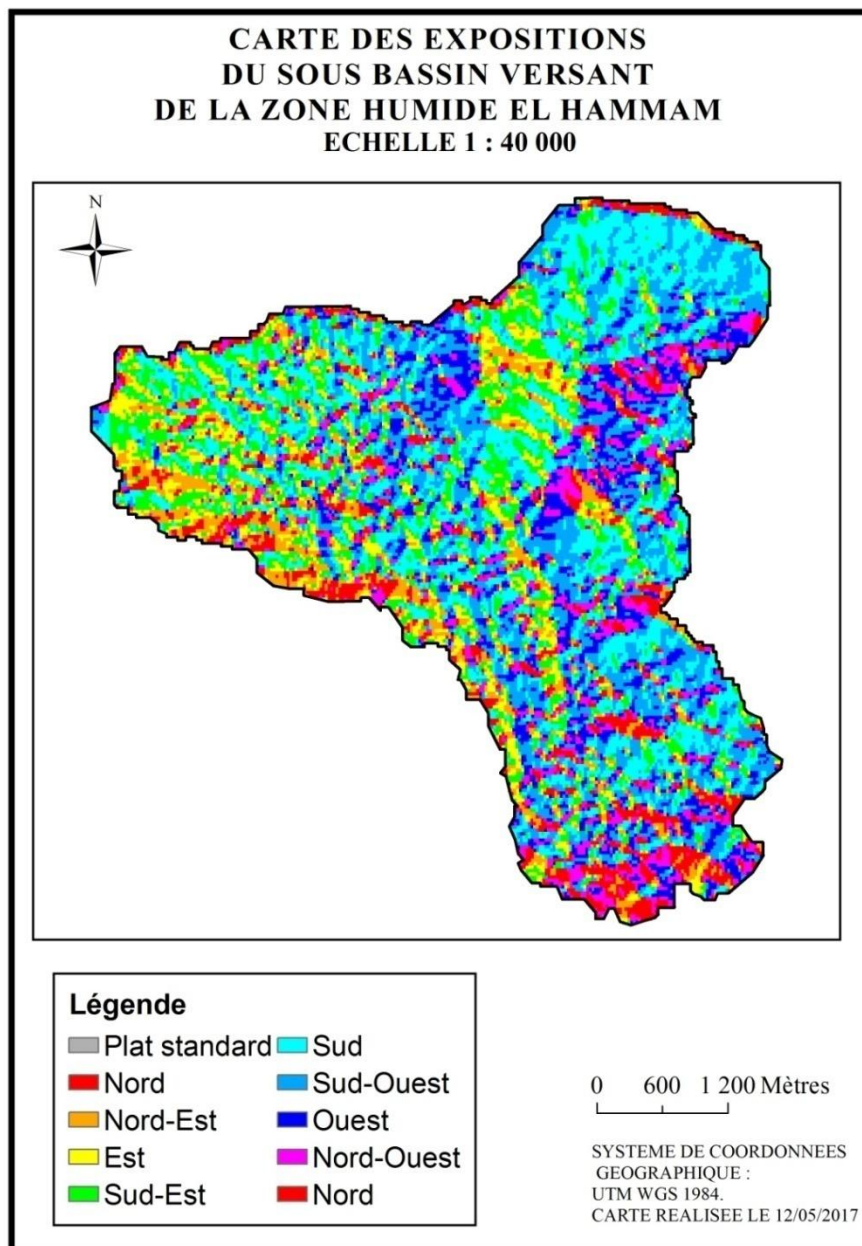 CARTE DES EXPOSITIONS
DU SOUS BASSIN VERSANT
DE LA ZONE HUMIDE EL HAMMAM
ECHELLE 1 : 40 000
N
Légende
Plat standard
Nord
Nord-Est
Est
Sud-Est
Sud
Sud-Ouest
Ouest
Nord-Ouest
Nord
0 600 1 200 Mètres
SYSTEME DE COORDONNEES
GEOGRAPHIQUE :
UTM WGS 1984.
CARTE REALISEE LE 12/05/2017